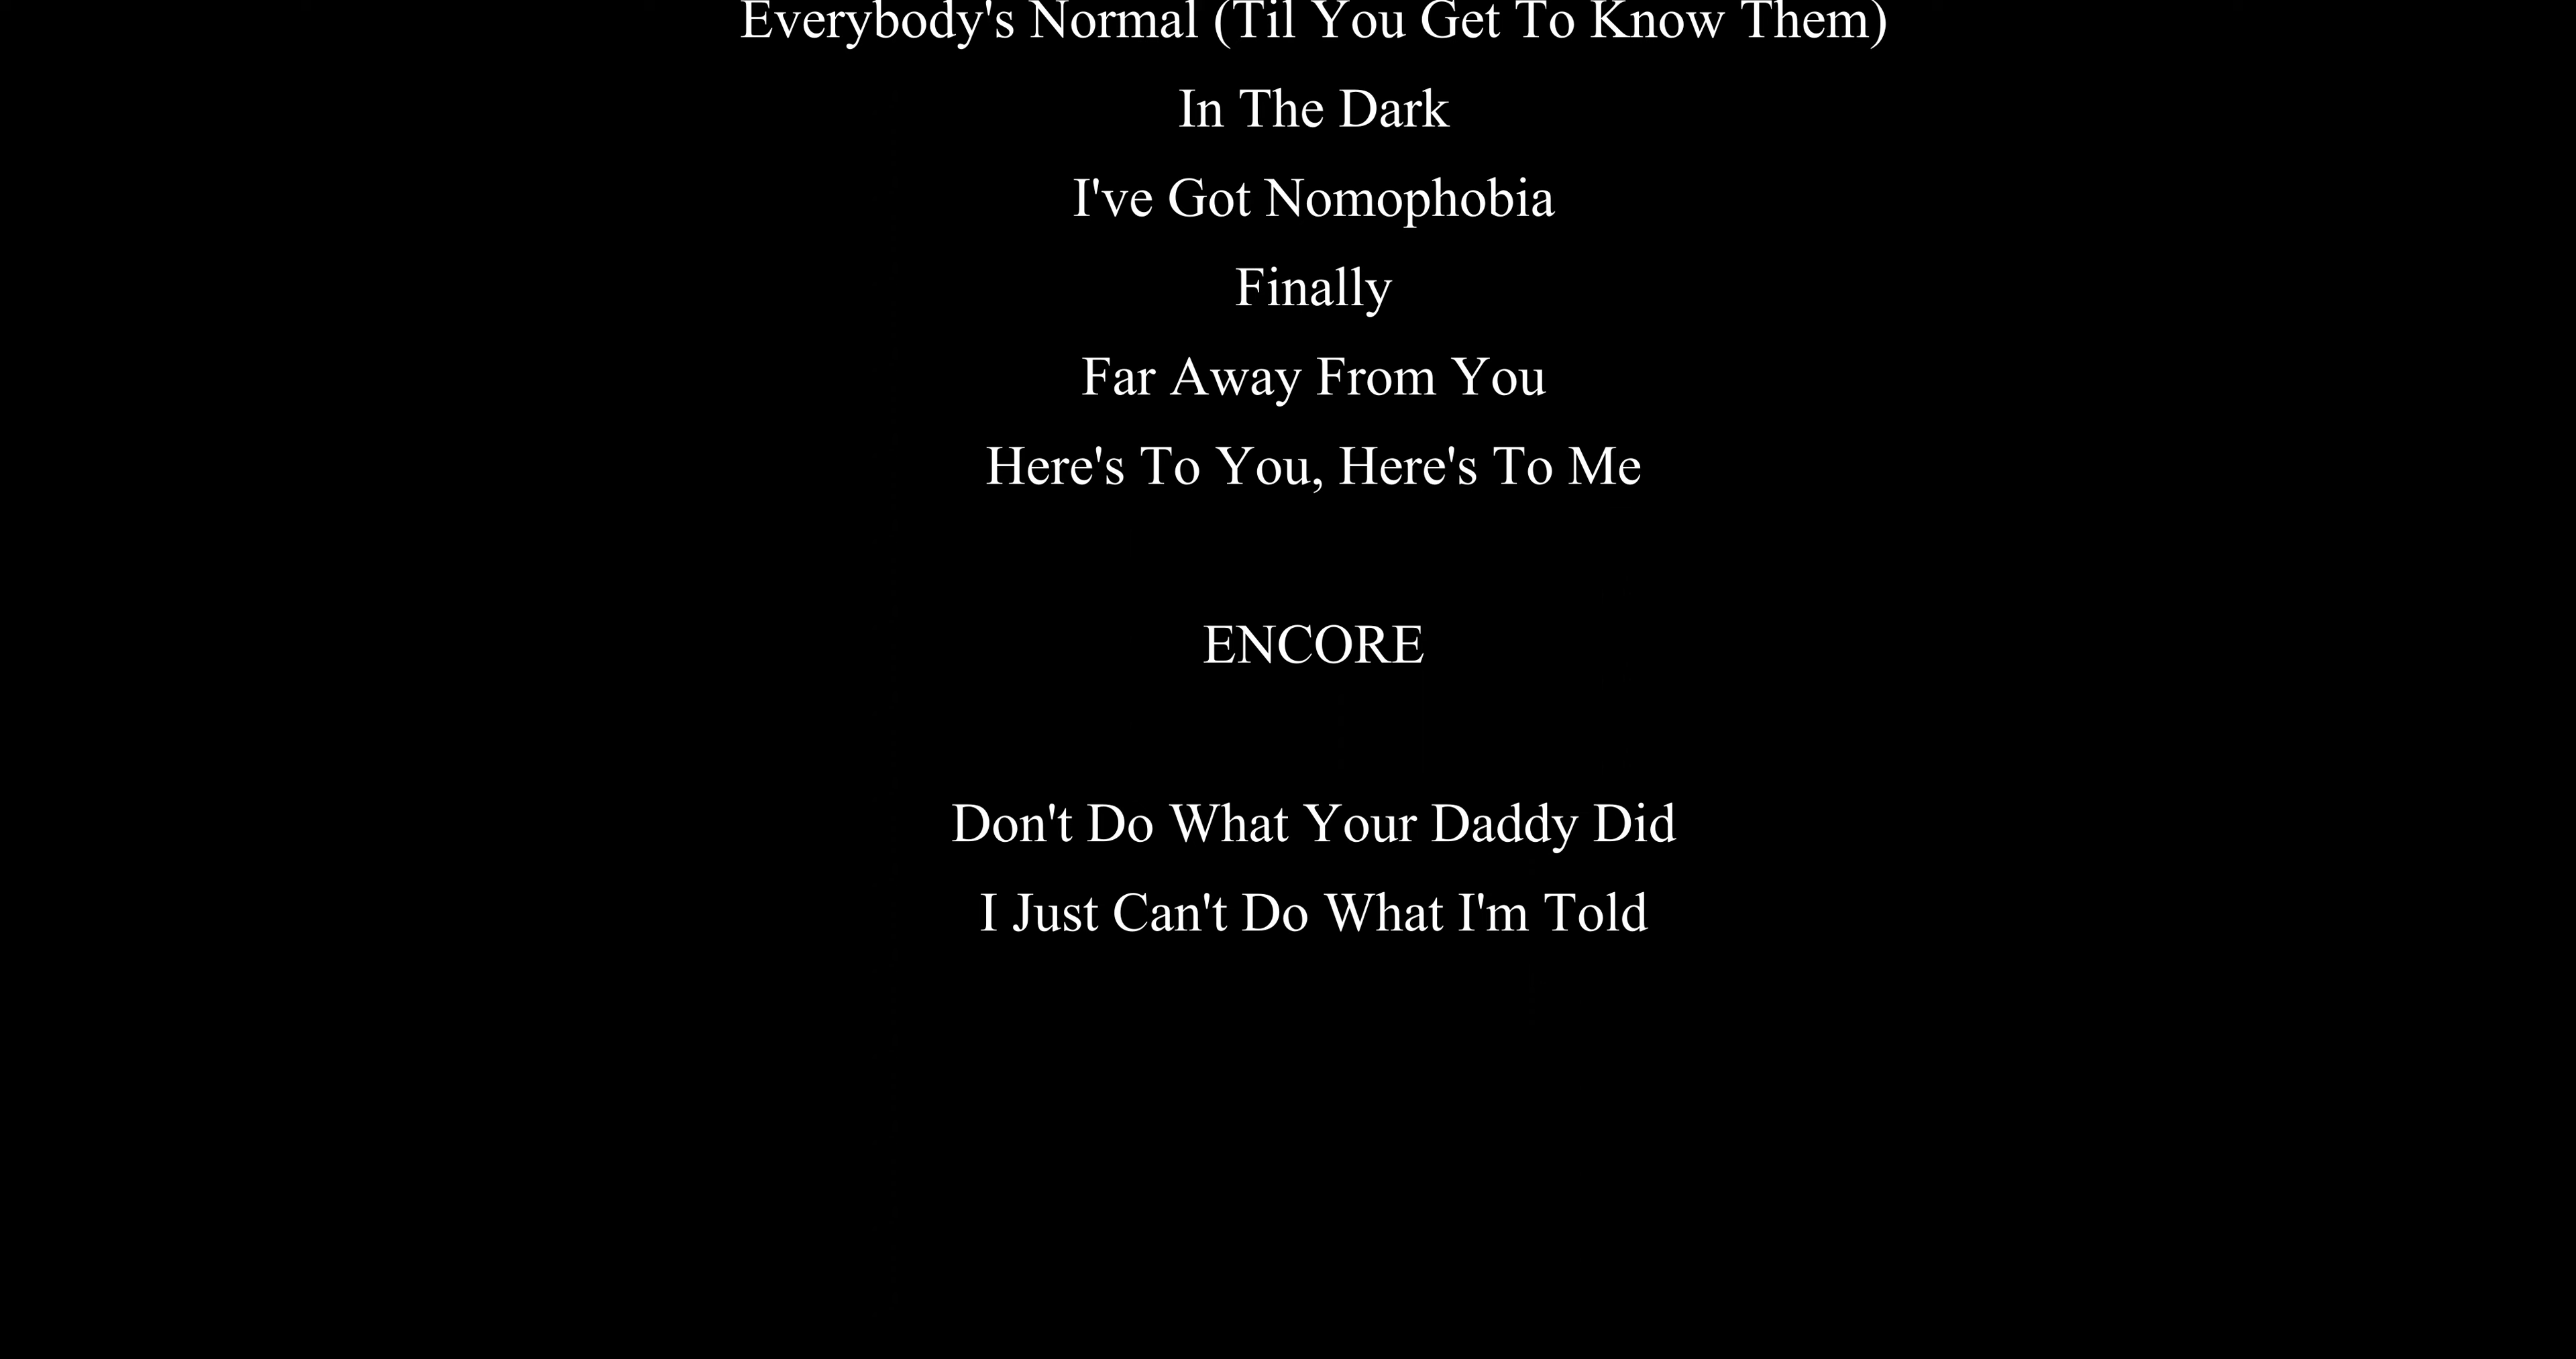 Everybody's Normal (Til You Get To Know Them)
In The Dark
I've Got Nomophobia
Finally
Far Away From You
Here's To You, Here's To Me
ENCORE
Don't Do What Your Daddy Did
I Just Can't Do What I'm Told